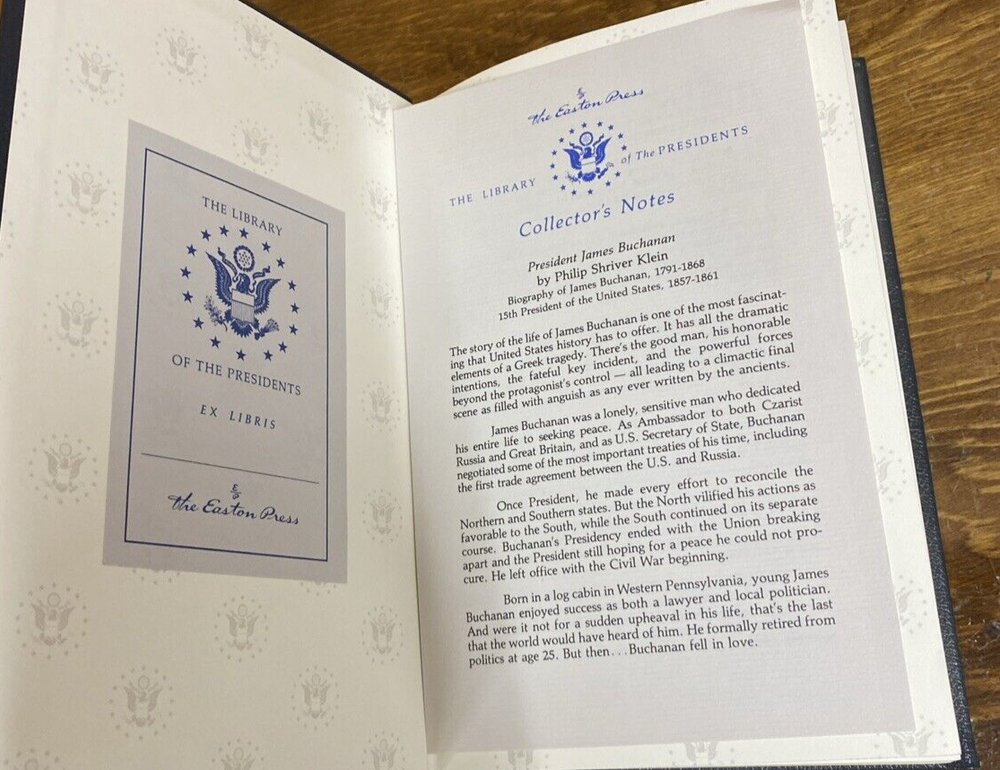 THE LIBRARY
OF THE PRESIDENTS
EX LIBRIS
The Easton Press
The Easton Press
THE LIBRARY of The PRESIDENTS
Collector's Notes
President James Buchanan
by Philip Shriver Klein
Biography of James Buchanan, 1791-1868
15th President of the United States, 1857-1861
The story of the life of James Buchanan is one of the most fascinat-
ing that United States history has to offer. It has all the dramatic
elements of a Greek tragedy. There's the good man, his honorable
intentions, the fateful key incident, and the powerful forces
beyond the protagonist's control — all leading to a climactic final
scene as filled with anguish as any ever written by the ancients.
James Buchanan was a lonely, sensitive man who dedicated
his entire life to seeking peace. As Ambassador to both Czarist
Russia and Great Britain, and as U.S. Secretary of State, Buchanan
negotiated some of the most important treaties of his time, including
the first trade agreement between the U.S. and Russia.
Once President, he made every effort to reconcile the
Northern and Southern states. But the North vilified his actions as
favorable to the South, while the South continued on its separate
course. Buchanan's Presidency ended with the Union breaking
apart and the President still hoping for a peace he could not pro-
cure. He left office with the Civil War beginning.
Born in a log cabin in Western Pennsylvania, young James
Buchanan enjoyed success as both a lawyer and local politician.
And were it not for a sudden upheaval in his life, that's the last
that the world would have heard of him. He formally retired from
politics at age 25. But then...Buchanan fell in love.